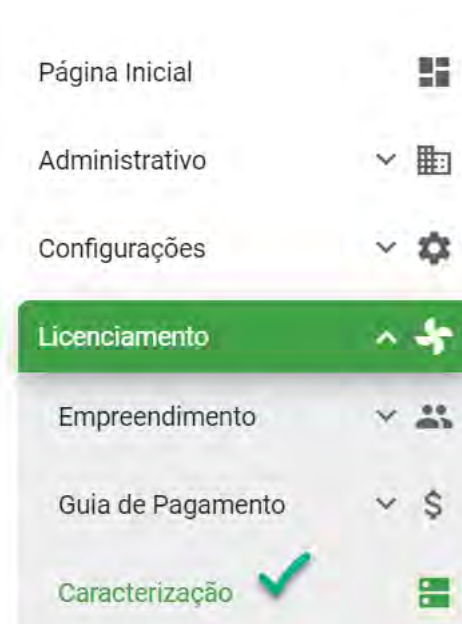 Página Inicial
Administrativo
Configurações
Licenciamento
Empreendimento
Guia de Pagamento
Caracterização